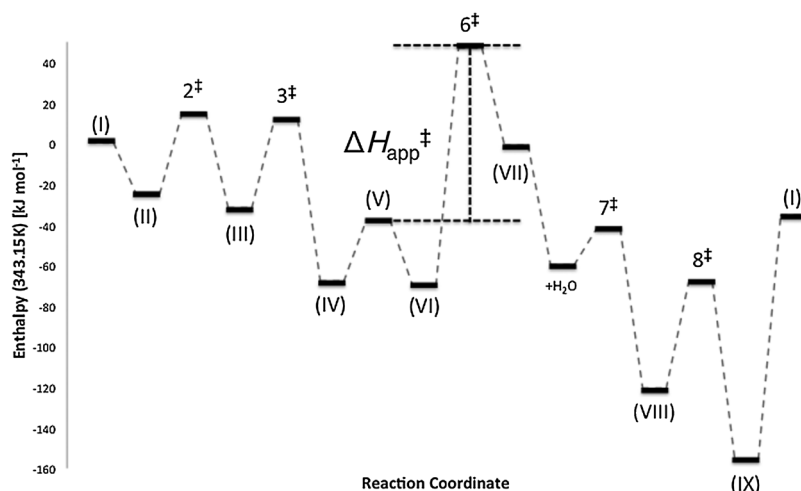 Enthalpy (343.15K) [kJ mol⁻¹]
40
20
0
-20
-40
-60
-80
-100
-120
-140
-160
(I)
(II)
2‡
(III)
3‡
(IV)
(V)
(VI)
ΔHapp‡
6‡
(VII)
+H₂O
7‡
(VIII)
8‡
(IX)
(I)
Reaction Coordinate